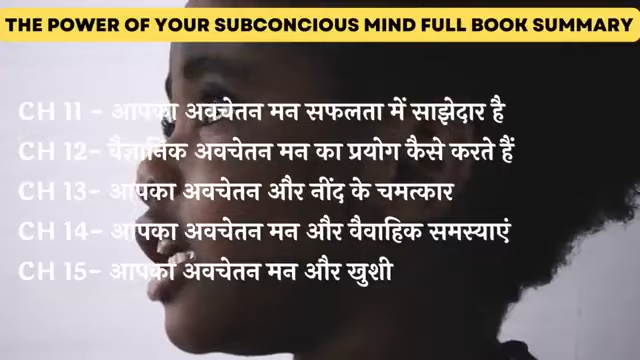 THE POWER OF YOUR SUBCONCIOUS MIND FULL BOOK SUMMARY
CH 11 - आपका अवचेतन मन सफलता में साझेदार है
CH 12- वैज्ञानिक अवचेतन मन का प्रयोग कैसे करते हैं
CH 13- आपका अवचेतन और नींद के चमत्कार
CH 14- आपका अवचेतन मन और वैवाहिक समस्याएं
CH 15- आपका अवचेतन मन और खुशी